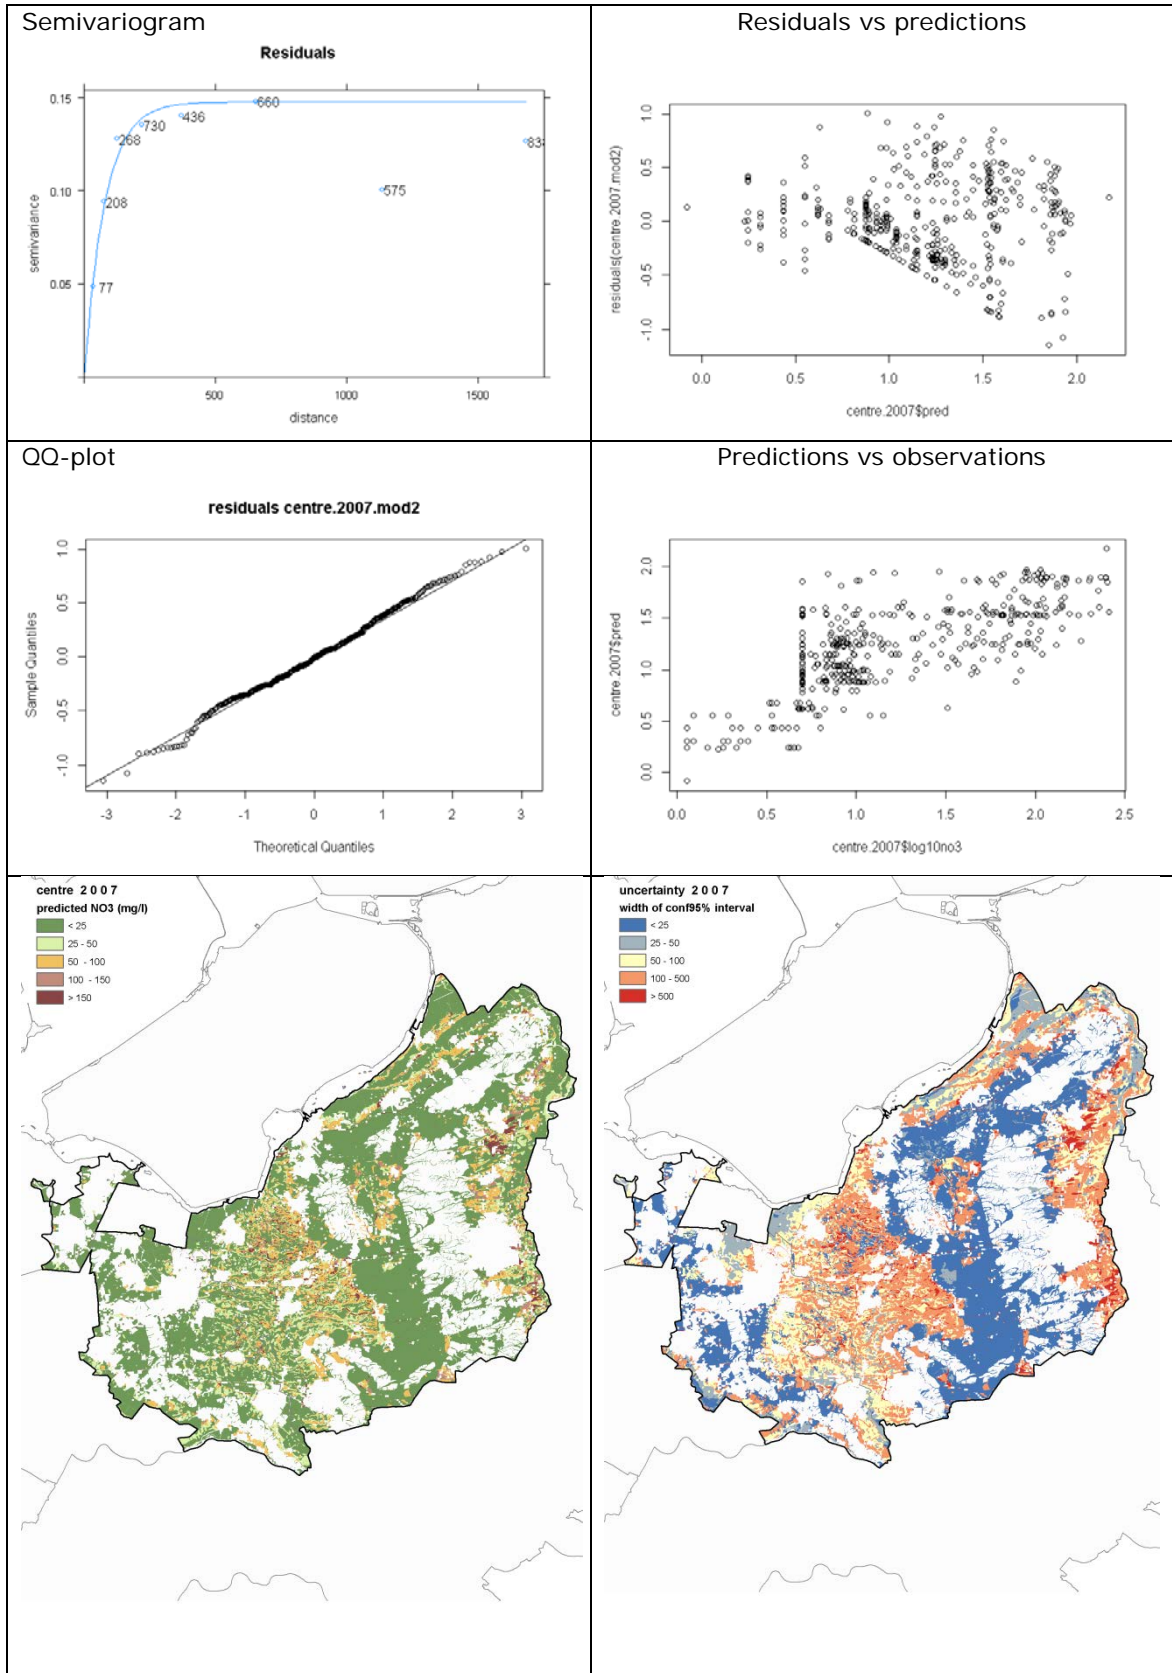 Semivariogram
Residuals
0.15
0.10
0.05
semivariance
77
208
268
730
436
660
575
500
1000
1500
distance
Residuals vs predictions
1.0
0.5
0.0
-0.5
-1.0
residuals(centre.2007.mod2)
0.0
0.5
1.0
1.5
2.0
centre.2007$pred
QQ-plot
residuals centre.2007.mod2
1.0
0.5
0.0
-0.5
-1.0
Sample Quantiles
-3
-2
-1
0
1
2
3
Theoretical Quantiles
Predictions vs observations
2.0
1.5
1.0
0.5
0.0
centre 2007$pred
0.0
0.5
1.0
1.5
2.0
2.5
centre.2007$log10no3
centre 2007
predicted NO3 (mg/l)
< 25
25 - 50
50 - 100
100 - 150
> 150
uncertainty 2007
width of conf95% interval
< 25
25 - 50
50 - 100
100 - 500
> 500